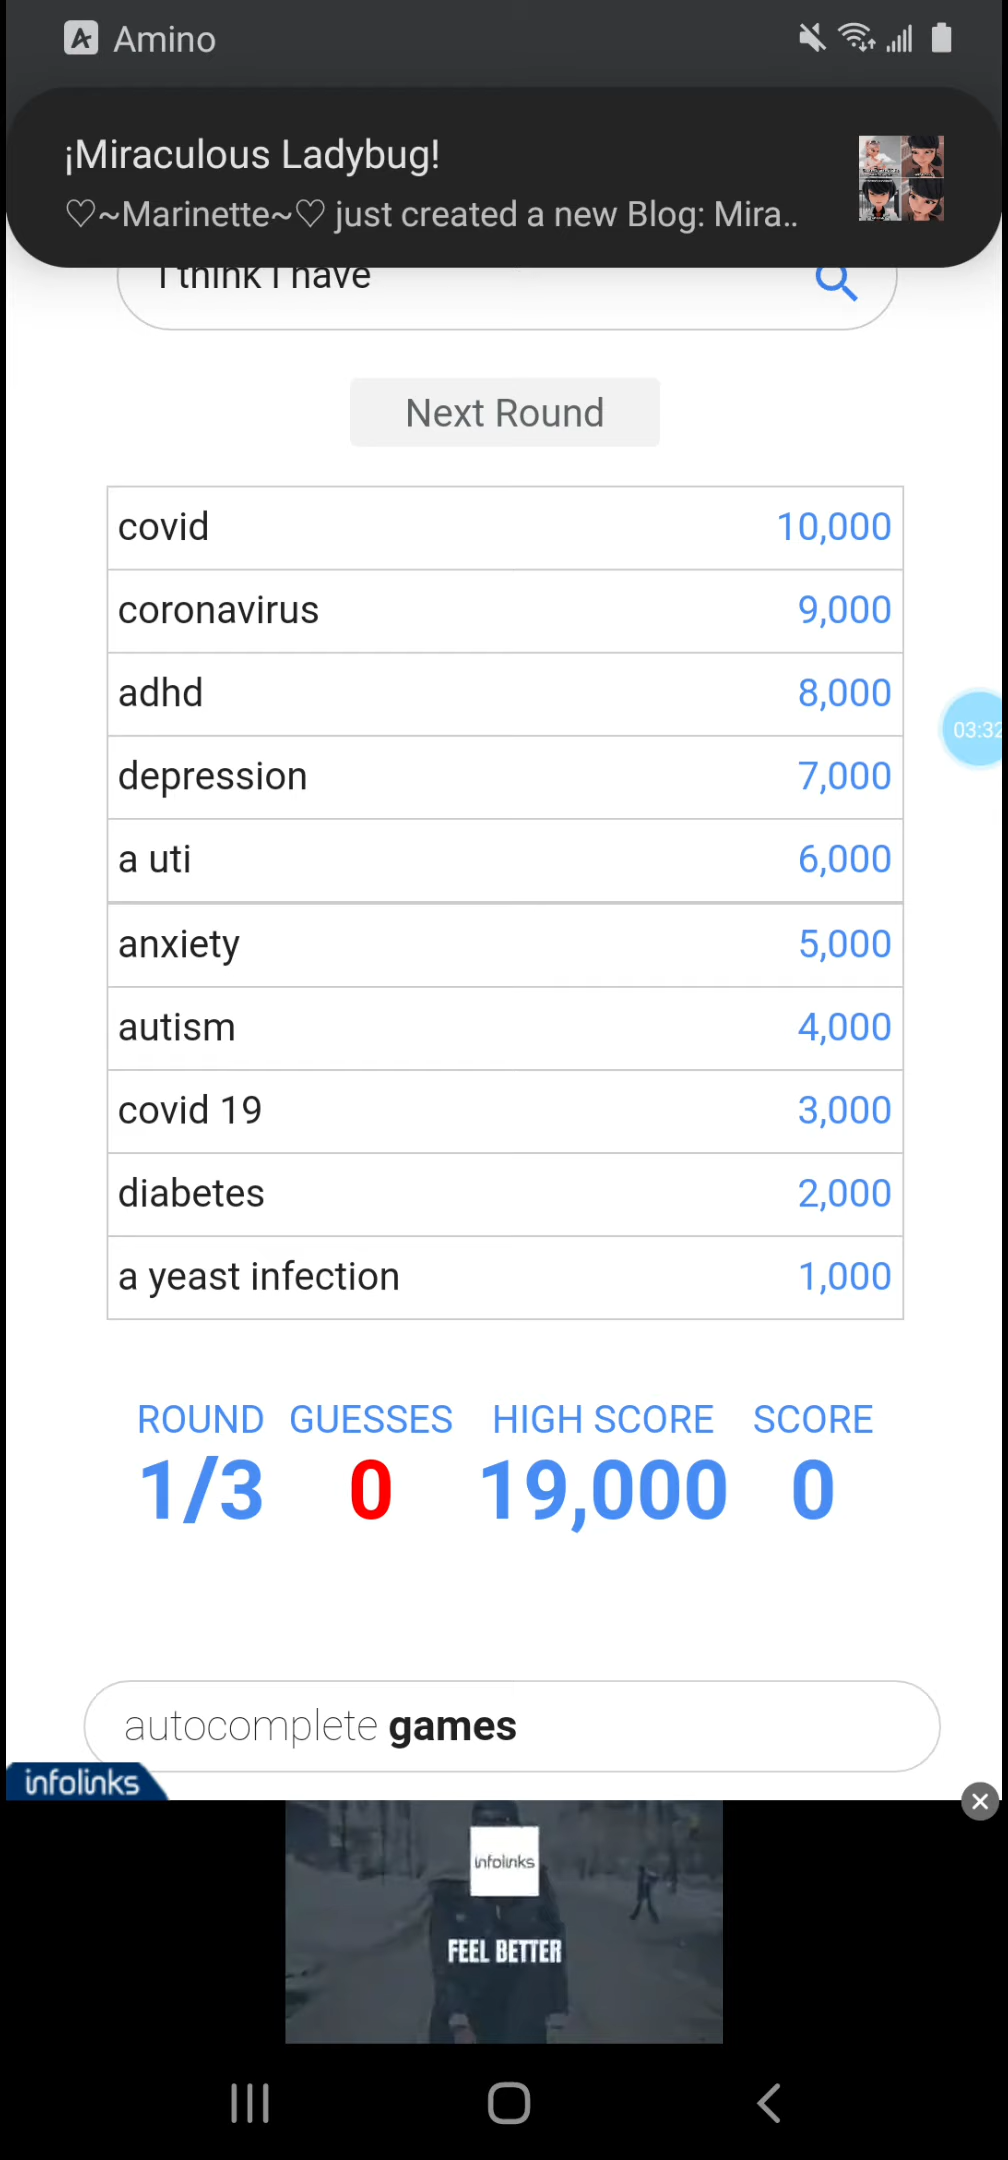 Amino
¡Miraculous Ladybug!
♡~Marinette~♡ just created a new Blog: Mira..
I think I have
Next Round
covid 10,000
coronavirus 9,000
adhd 8,000
depression 7,000
a uti 6,000
anxiety 5,000
autism 4,000
covid 19 3,000
diabetes 2,000
a yeast infection 1,000
03:32
ROUND GUESSES HIGH SCORE SCORE
1/3 0 19,000 0
autocomplete games
infolinks
infolinks
FEEL BETTER